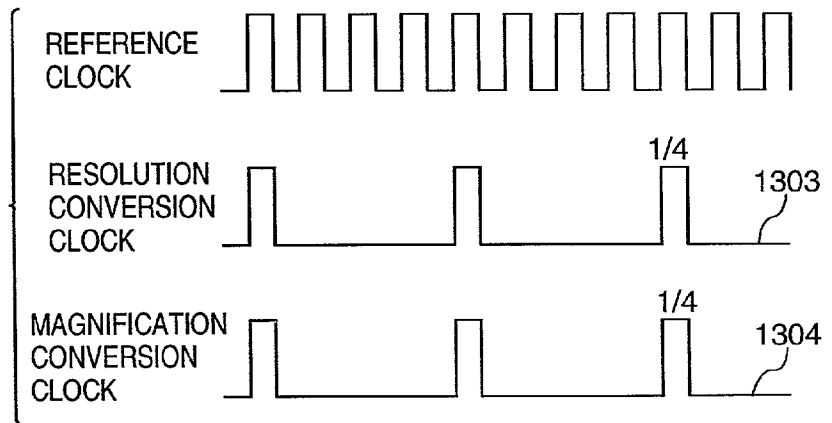 REFERENCE
CLOCK
RESOLUTION
CONVERSION
CLOCK
1/4
1303
MAGNIFICATION
CONVERSION
CLOCK
1/4
1304